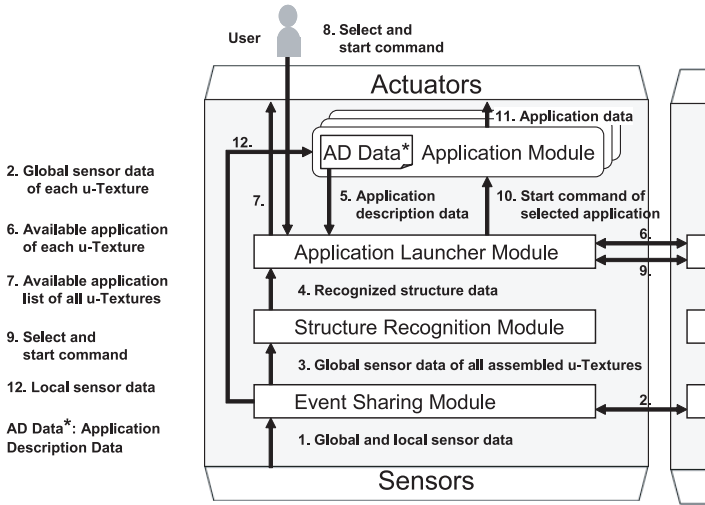 User
8. Select and
start command
Actuators
11. Application data
12.
AD Data* Application Module
2. Global sensor data
of each u-Texture
7.
5. Application
description data
10. Start command of
selected application
6. Available application
of each u-Texture
Application Launcher Module
6.
9.
7. Available application
list of all u-Textures
4. Recognized structure data
9. Select and
start command
Structure Recognition Module
3. Global sensor data of all assembled u-Textures
12. Local sensor data
Event Sharing Module
2.
AD Data*: Application
Description Data
1. Global and local sensor data
Sensors